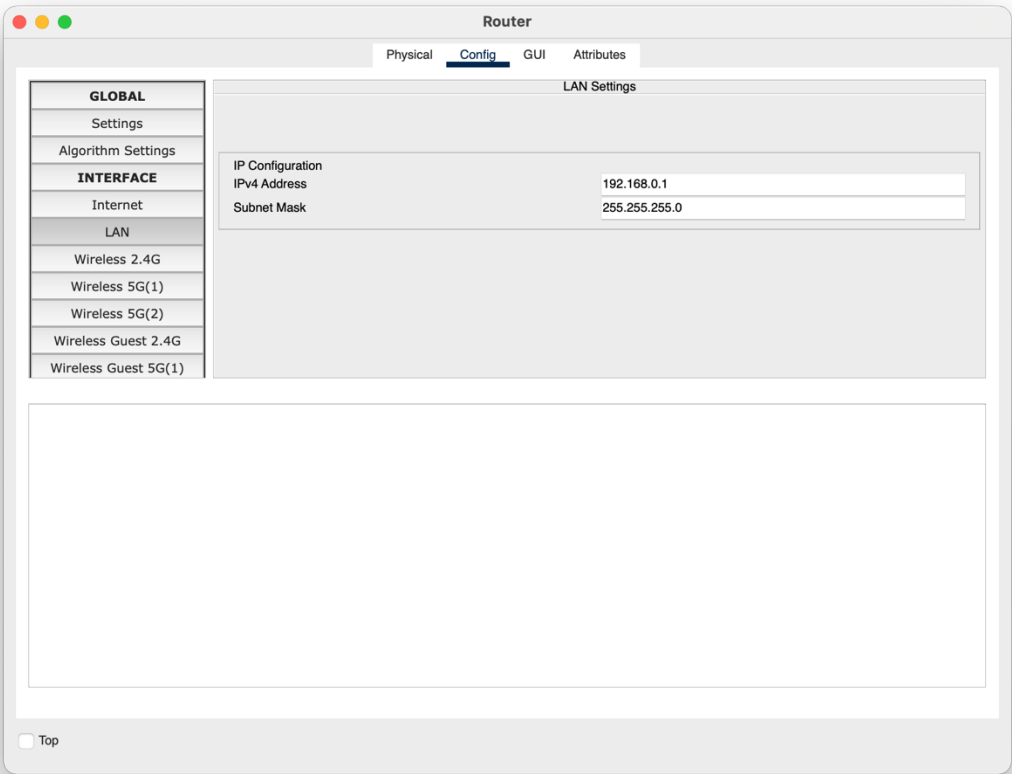 Router
Physical Config GUI Attributes
GLOBAL
Settings
Algorithm Settings
INTERFACE
Internet
LAN
Wireless 2.4G
Wireless 5G(1)
Wireless 5G(2)
Wireless Guest 2.4G
Wireless Guest 5G(1)
LAN Settings
IP Configuration
IPv4 Address 192.168.0.1
Subnet Mask 255.255.255.0
Top